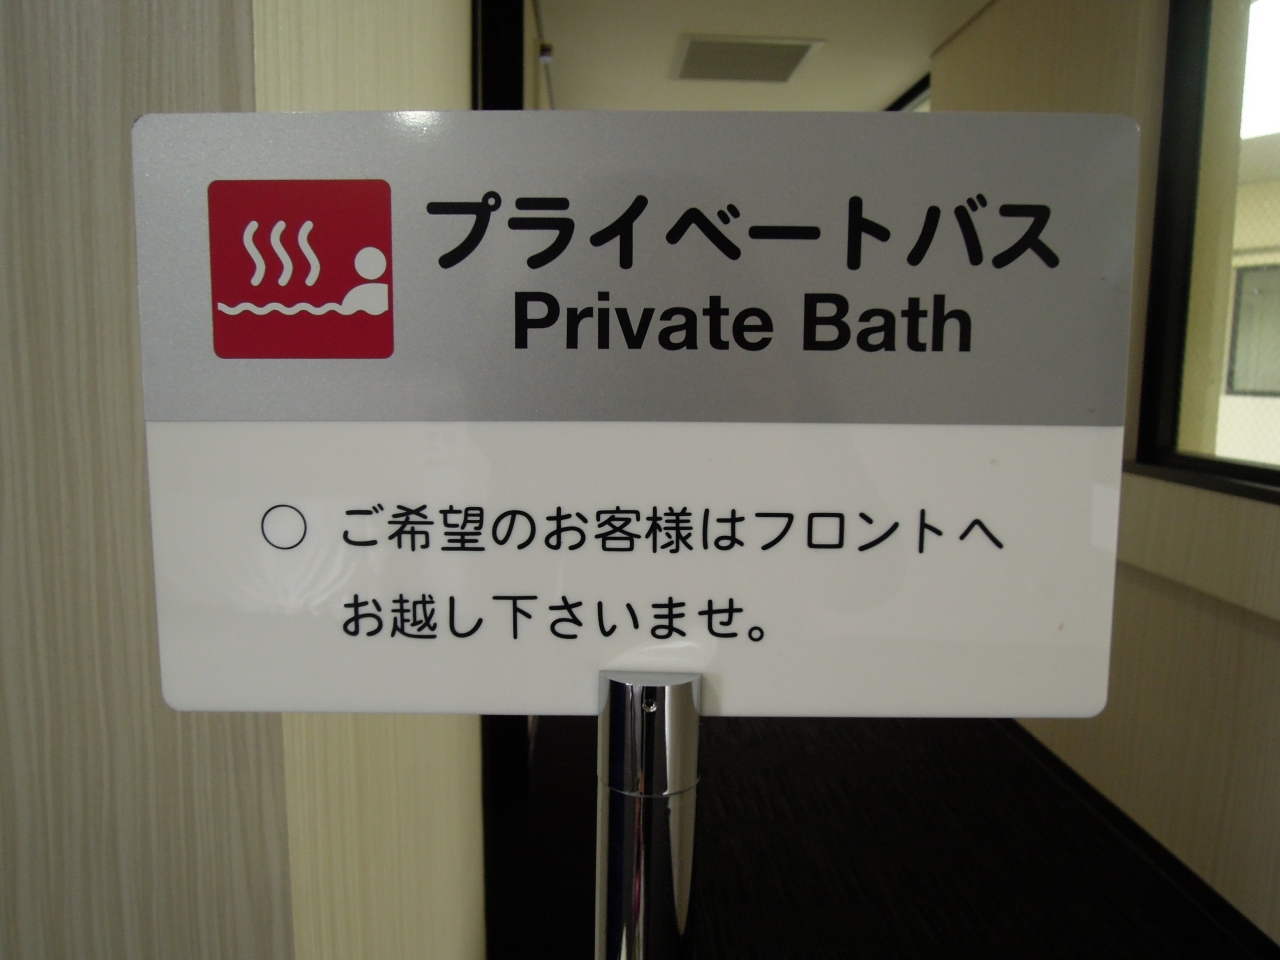 プライベートバス
Private Bath
○ ご希望のお客様はフロントへ
お越し下さいませ。